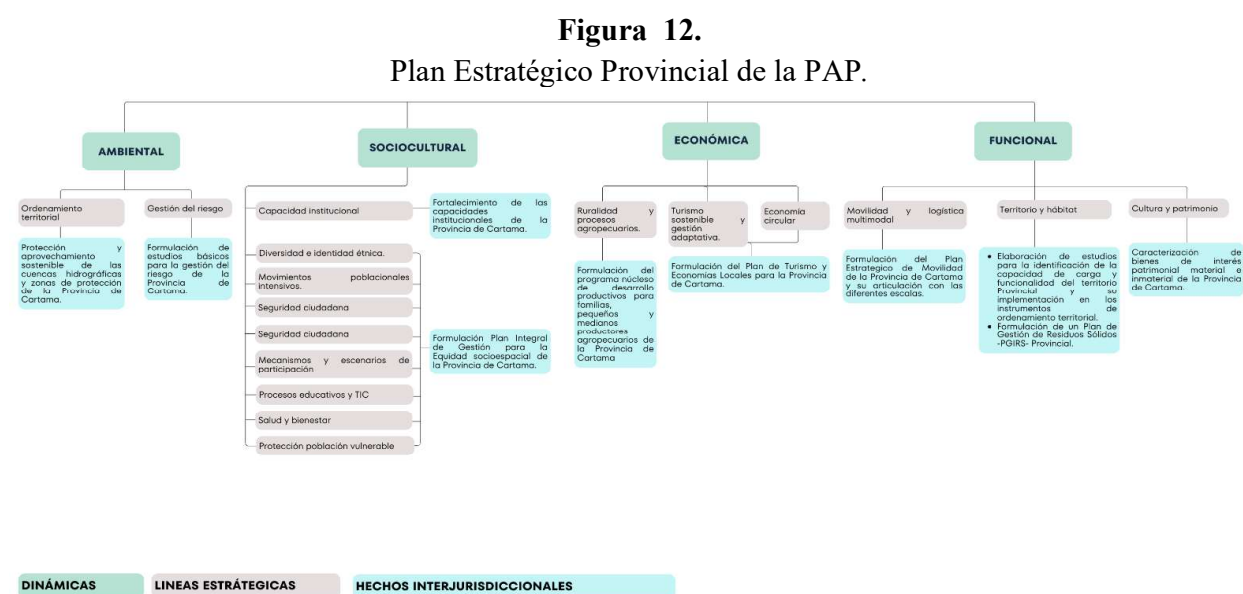 Figura 12.
Plan Estratégico Provincial de la PAP.
AMBIENTAL
Ordenamiento
territorial
Protección y
aprovechamiento
sostenible de las
cuencas hidrográficas
y zonas de protección
de la Provincia de
Cartama.
Gestión del riesgo
Formulación de
estudios básicos
para la gestión del
riesgo de la
Provincia de
Cartama.
SOCIOCULTURAL
Capacidad institucional
Fortalecimiento de las
capacidades
institucionales de la
Provincia de Cartama.
Diversidad e identidad étnica.
Movimientos poblacionales
intensivos.
Seguridad ciudadana
Seguridad ciudadana
Mecanismos y escenarios de
participación
Procesos educativos y TIC
Salud y bienestar
Protección población vulnerable
Formulación Plan Integral
de Gestión para la
Equidad socioespacial de
la Provincia de Cartama.
ECONÓMICA
Ruralidad y
procesos
agropecuarios.
Formulación del
programa núcleo
de desarrollo
productivos para
familias,
pequeños y
medianos
productores
agropecuarios de
la Provincia de
Cartama
Turismo
sostenible y
gestión
adaptativa.
Economía
circular
Formulación del Plan de Turismo y
Economías Locales para la Provincia
de Cartama.
FUNCIONAL
Movilidad y logística
multimodal
Formulación del Plan
Estrategico de Movilidad
de la Provincia de Cartama
y su articulación con las
diferentes escalas.
Territorio y hábitat
• Elaboración de estudios
para la identificación de la
capacidad de carga y
funcionalidad del territorio
Provincial y su
implementación en los
instrumentos de
ordenamiento territorial.
• Formulación de un Plan de
Gestión de Residuos Sólidos
-PGIRS- Provincial.
Cultura y patrimonio
Caracterización de
bienes de interés
patrimonial material e
inmaterial de la Provincia
de Cartama.
DINÁMICAS
LINEAS ESTRÁTEGICAS
HECHOS INTERJURISDICCIONALES